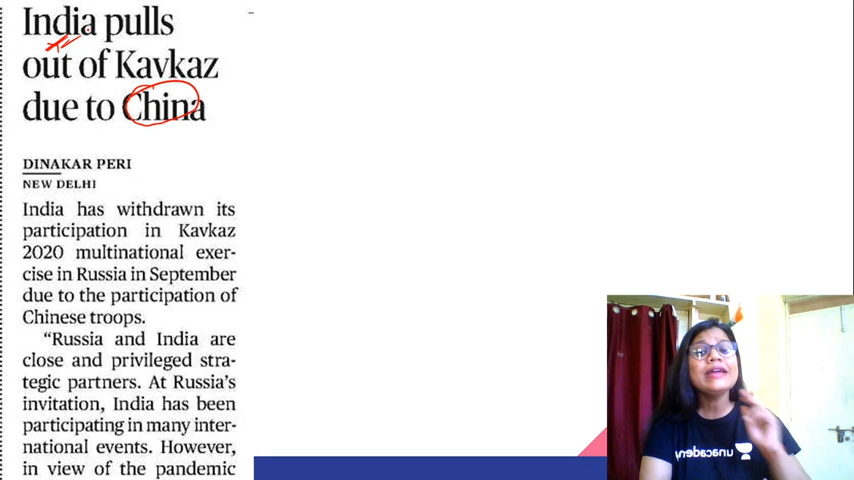 India pulls
out of Kavkaz
due to China
DINAKAR PERI
NEW DELHI
India has withdrawn its
participation in Kavkaz
2020 multinational exer-
cise in Russia in September
due to the participation of
Chinese troops.
“Russia and India are
close and privileged stra-
tegic partners. At Russia’s
invitation, India has been
participating in many inter-
national events. However,
in view of the pandemic
unacademy